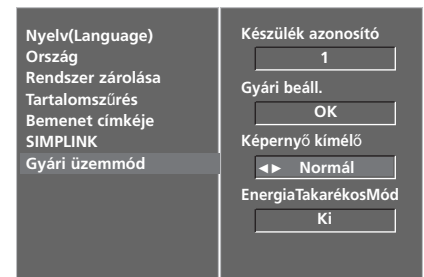 Nyelv(Language)
Ország
Rendszer zárolása
Tartalomszűrés
Bemenet címkéje
SIMPLINK
Gyári üzemmód
Készülék azonosító
1
Gyári beáll.
OK
Képernyő kímélő
◄► Normál
EnergiaTakarékosMód
Ki